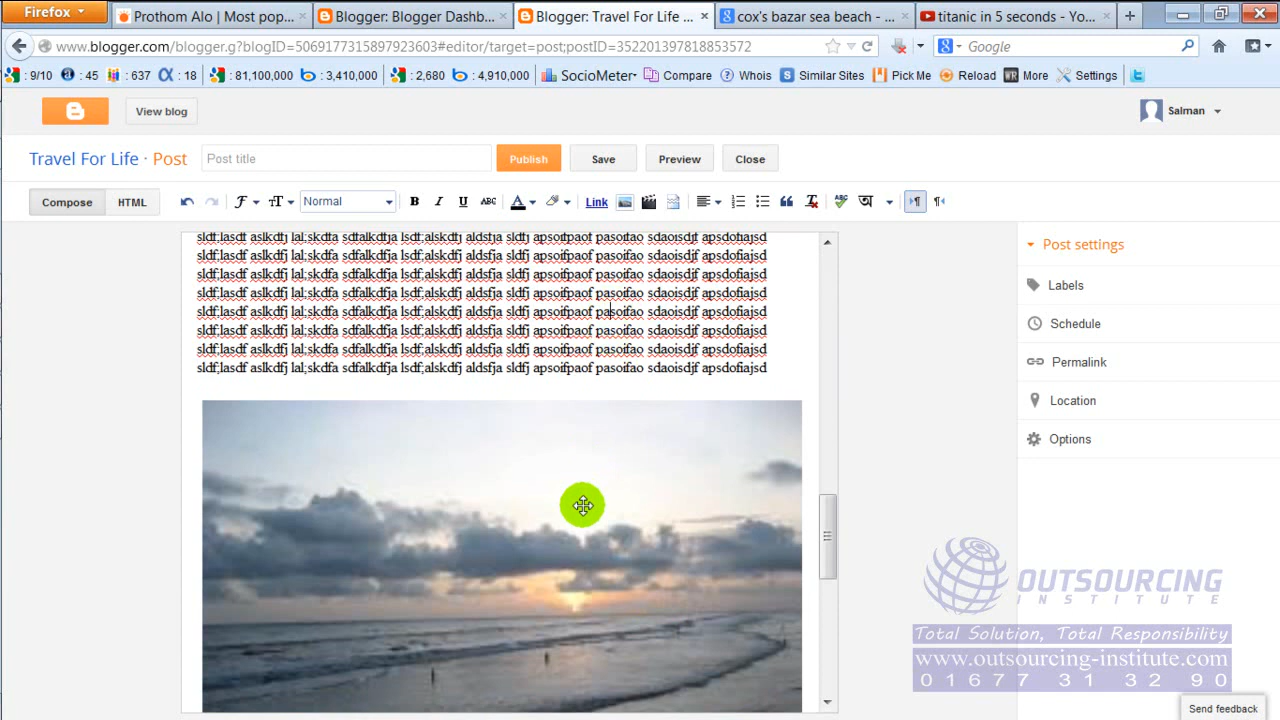 Firefox
Prothom Alo | Most pop...
Blogger: Blogger Dashb...
Blogger: Travel For Life ...
cox's bazar sea beach - ...
titanic in 5 seconds - Yo...
www.blogger.com/blogger.g?blogID=5069177315897923603#editor/target=post;postID=352201397818853572
Google
: 9/10 : 45 : 637 : 18 : 81,100,000 : 3,410,000 : 2,680 : 4,910,000 SocioMeter Compare Whois Similar Sites Pick Me Reload More Settings
View blog
Salman
Travel For Life · Post
Post title
Publish Save Preview Close
Compose HTML
Normal
B I U ABC A Link
অ
sldf;lasdf aslkdfj lal;skdfa sdfalkdfja lsdf;alskdfj aldsfja sldfj apsoifpaof pasoifao sdaoisdjf apsdofiajsd
sldf;lasdf aslkdfj lal;skdfa sdfalkdfja lsdf;alskdfj aldsfja sldfj apsoifpaof pasoifao sdaoisdjf apsdofiajsd
sldf;lasdf aslkdfj lal;skdfa sdfalkdfja lsdf;alskdfj aldsfja sldfj apsoifpaof pasoifao sdaoisdjf apsdofiajsd
sldf;lasdf aslkdfj lal;skdfa sdfalkdfja lsdf;alskdfj aldsfja sldfj apsoifpaof pasoifao sdaoisdjf apsdofiajsd
sldf;lasdf aslkdfj lal;skdfa sdfalkdfja lsdf;alskdfj aldsfja sldfj apsoifpaof pasoifao sdaoisdjf apsdofiajsd
sldf;lasdf aslkdfj lal;skdfa sdfalkdfja lsdf;alskdfj aldsfja sldfj apsoifpaof pasoifao sdaoisdjf apsdofiajsd
sldf;lasdf aslkdfj lal;skdfa sdfalkdfja lsdf;alskdfj aldsfja sldfj apsoifpaof pasoifao sdaoisdjf apsdofiajsd
sldf;lasdf aslkdfj lal;skdfa sdfalkdfja lsdf;alskdfj aldsfja sldfj apsoifpaof pasoifao sdaoisdjf apsdofiajsd
Post settings
Labels
Schedule
Permalink
Location
Options
OUTSOURCING
INSTITUTE
Total Solution, Total Responsibility
www.outsourcing-institute.com
01677 31 32 90
Send feedback